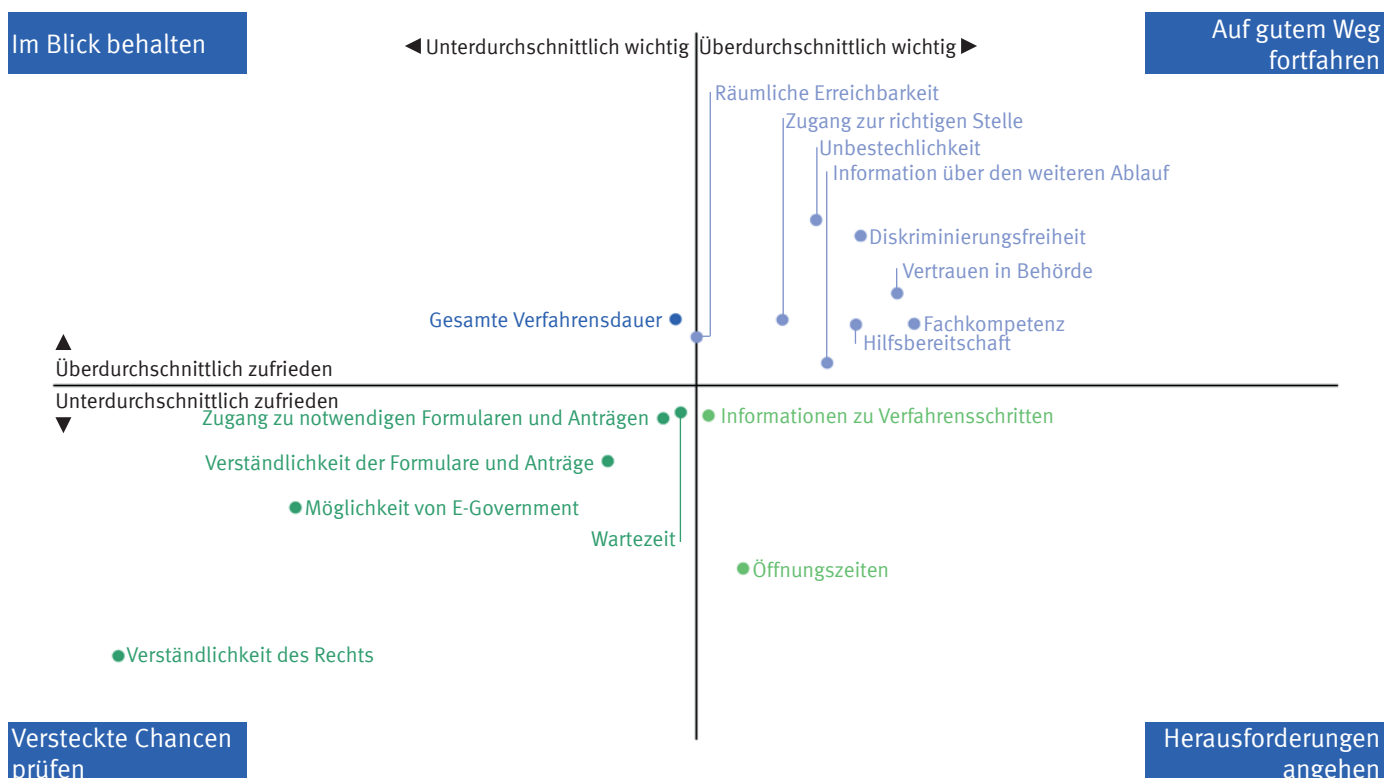 Im Blick behalten
◀ Unterdurchschnittlich wichtig
Überdurchschnittlich wichtig ▶
Auf gutem Weg
fortfahren
Räumliche Erreichbarkeit
Zugang zur richtigen Stelle
Unbestechlichkeit
Information über den weiteren Ablauf
Diskriminierungsfreiheit
Vertrauen in Behörde
Gesamte Verfahrensdauer
Fachkompetenz
Hilfsbereitschaft
▲
Überdurchschnittlich zufrieden
Unterdurchschnittlich zufrieden
▼
Zugang zu notwendigen Formularen und Anträgen
Informationen zu Verfahrensschritten
Verständlichkeit der Formulare und Anträge
Möglichkeit von E-Government
Wartezeit
Öffnungszeiten
Verständlichkeit des Rechts
Versteckte Chancen
prüfen
Herausforderungen
angehen